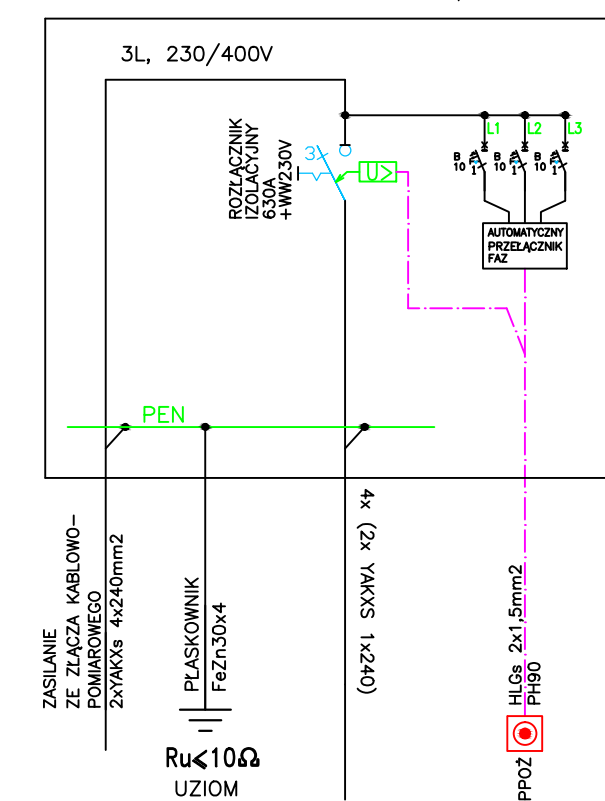 3L, 230/400V
ROZŁĄCZNIK
IZOLACYJNY
630A
+WW230V
3
U>
L1
L2
L3
B
10
1
B
10
1
B
10
1
AUTOMATYCZNY
PRZEŁĄCZNIK
FAZ
PEN
ZASILANIE
ZE ZŁĄCZA KABLOWO-
POMIAROWEGO
2xYAKXs 4x240mm2
PŁASKOWNIK
FeZn30x4
Ru<10Ω
UZIOM
4x (2x YAKXS 1x240)
HLGs 2x1,5mm2
PH90
PPOŻ